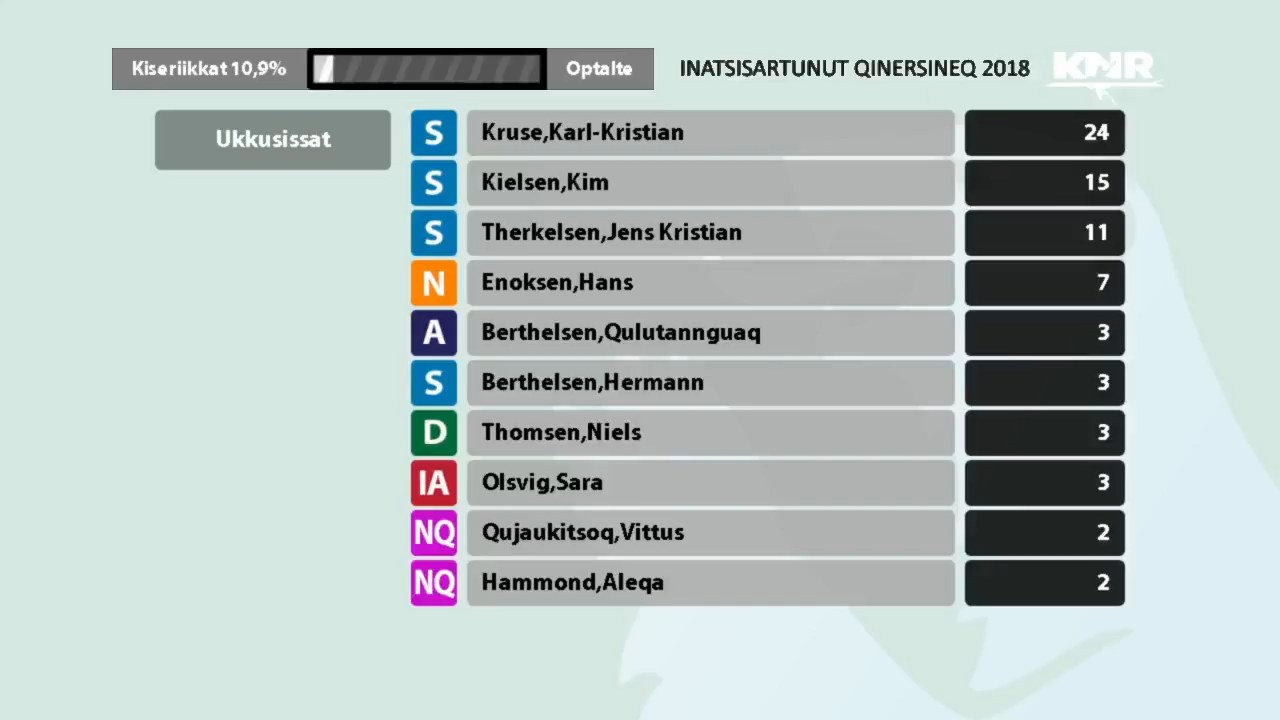 Kiseriikkat 10,9% Optalte INATSISARTUNUT QINERSINEQ 2018 KNR
Ukkusissat
S Kruse,Karl-Kristian 24
S Kielsen,Kim 15
S Therkelsen,Jens Kristian 11
N Enoksen,Hans 7
A Berthelsen,Qulutannguaq 3
S Berthelsen,Hermann 3
D Thomsen,Niels 3
IA Olsvig,Sara 3
NQ Qujaukitsoq,Vittus 2
NQ Hammond,Aleqa 2